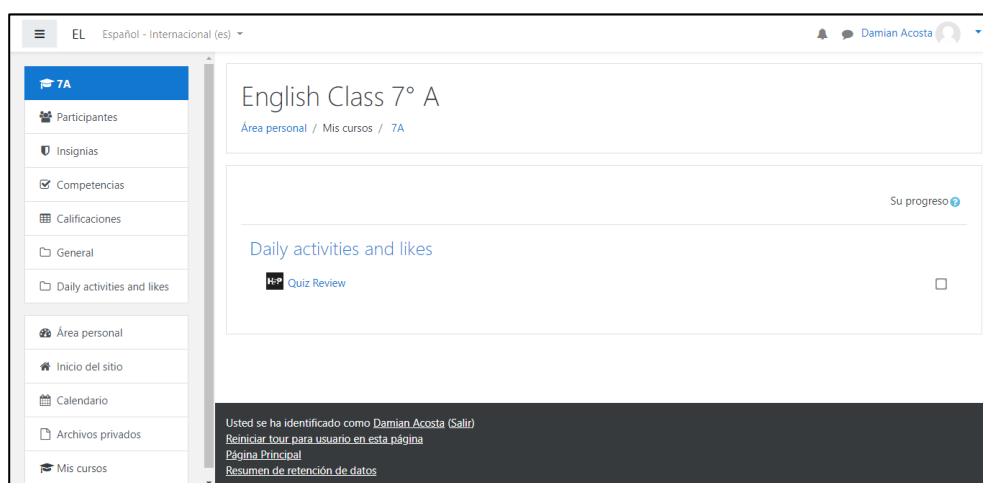 EL Español - Internacional (es)
Damian Acosta
7A
Participantes
Insignias
Competencias
Calificaciones
General
Daily activities and likes
Área personal
Inicio del sitio
Calendario
Archivos privados
Mis cursos
English Class 7° A
Área personal / Mis cursos / 7A
Su progreso
Daily activities and likes
H5P Quiz Review
Usted se ha identificado como Damian Acosta (Salir)
Reiniciar tour para usuario en esta página
Página Principal
Resumen de retención de datos